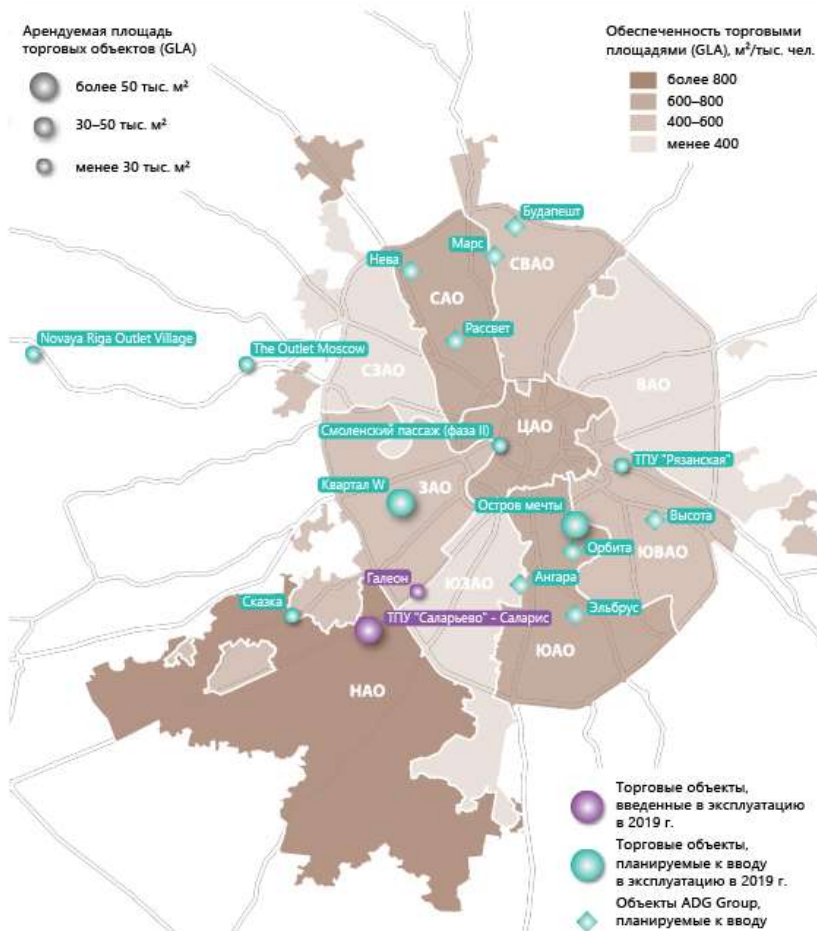 Арендуемая площадь
торговых объектов (GLA)
более 50 тыс. м²
30–50 тыс. м²
менее 30 тыс. м²
Обеспеченность торговыми
площадями (GLA), м²/тыс. чел.
более 800
600–800
400–600
менее 400
Будапешт
Марс
СВАО
Нева
САО
Рассвет
Novaya Riga Outlet Village
The Outlet Moscow
СЗАО
ВАО
ЦАО
Смоленский пассаж (фаза II)
ТПУ "Рязанская"
ЗАО
Квартал W
Остров мечты
Высота
Орбита
ЮВАО
Галеон
ЮЗАО
Ангара
Сказка
Эльбрус
ТПУ "Саларьево" - Саларис
ЮАО
НАО
Торговые объекты,
введенные в эксплуатацию
в 2019 г.
Торговые объекты,
планируемые к вводу
в эксплуатацию в 2019 г.
Объекты ADG Group,
планируемые к вводу